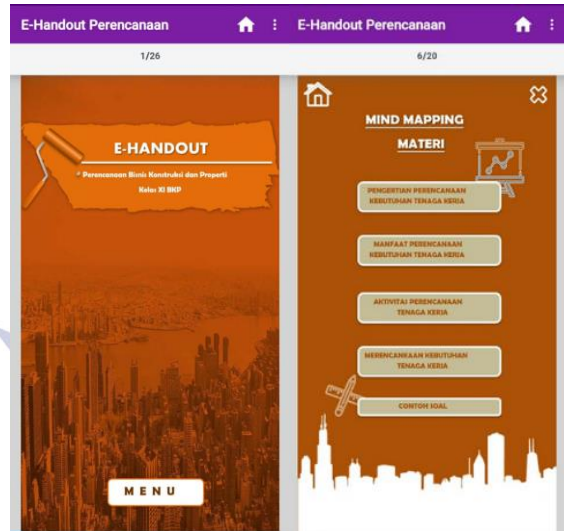 E-Handout Perencanaan
1/26
E-HANDOUT
Perencanaan Bisnis Konstruksi dan Properti
Kelas XI BKP
MENU
E-Handout Perencanaan
6/20
MIND MAPPING
MATERI
PENGERTIAN PERENCANAAN
KEBUTUHAN TENAGA KERJA
MANFAAT PERENCANAAN
KEBUTUHAN TENAGA KERJA
AKTIVITAS PERENCANAAN
TENAGA KERJA
MERENCANKAAN KEBUTUHAN
TENAGA KERJA
CONTOH SOAL